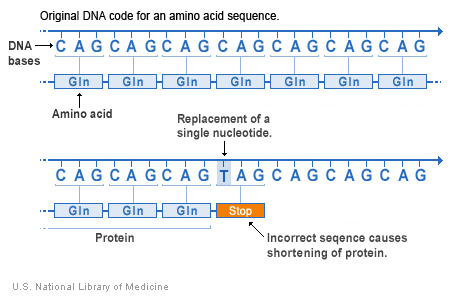 Original DNA code for an amino acid sequence.
DNA bases
C A G C A G C A G C A G C A G C A G C A G
Gln Gln Gln Gln Gln Gln Gln
Amino acid
Replacement of a
single nucleotide.
C A G C A G C A G T A G C A G C A G C A G
Gln Gln Gln Stop
Protein
Incorrect seqence causes
shortening of protein.
U.S. National Library of Medicine